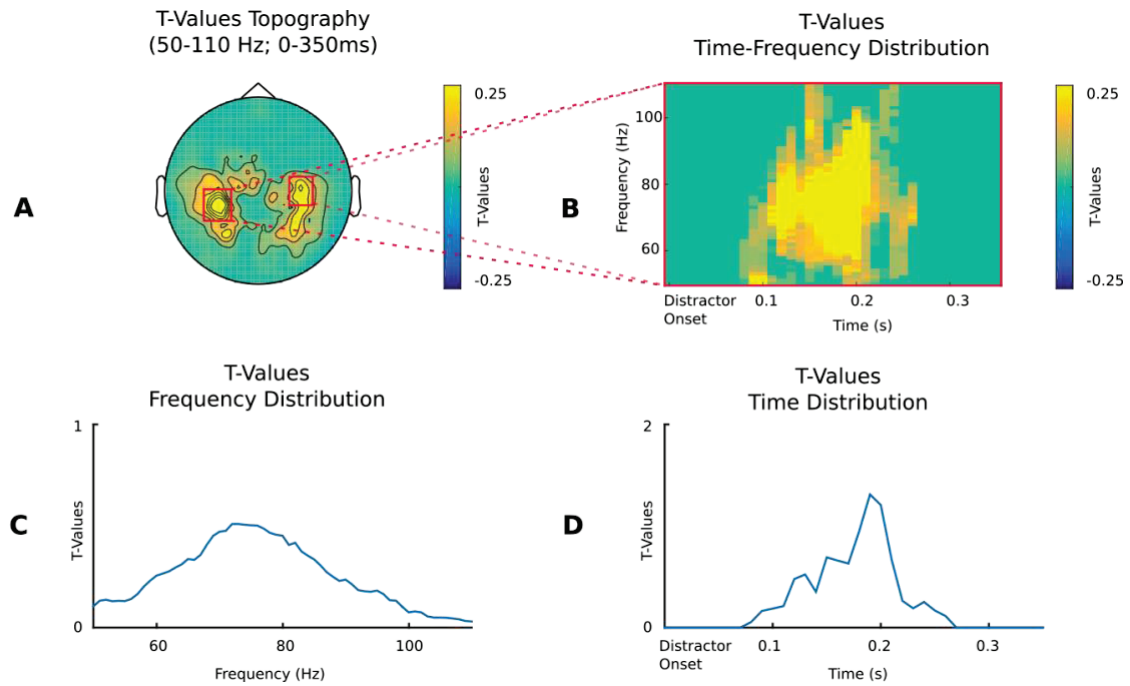 T-Values Topography
(50-110 Hz; 0-350ms)
A
0.25
T-Values
-0.25
T-Values
Time-Frequency Distribution
B
Frequency (Hz)
100
80
60
Distractor
Onset
0.1
0.2
0.3
Time (s)
0.25
T-Values
-0.25
T-Values
Frequency Distribution
C
T-Values
1
0
60
80
100
Frequency (Hz)
T-Values
Time Distribution
D
T-Values
2
0
Distractor
Onset
0.1
0.2
0.3
Time (s)